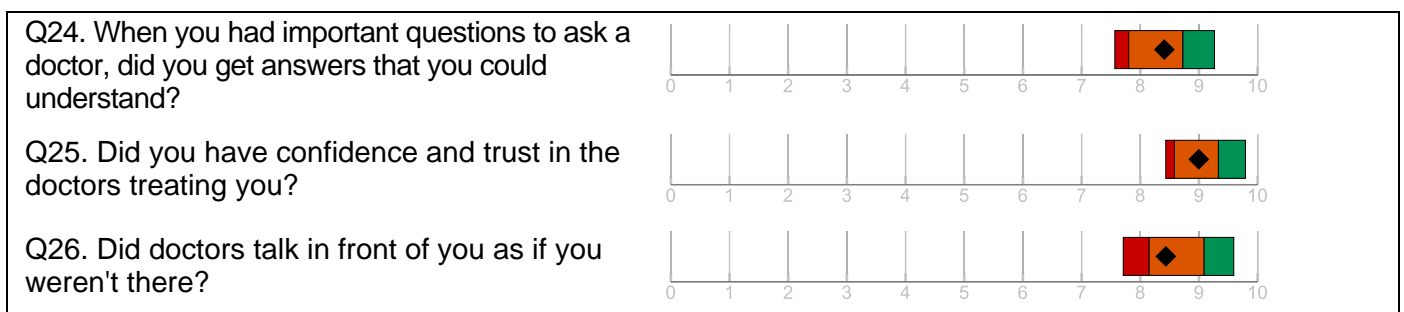 Q24. When you had important questions to ask a
doctor, did you get answers that you could
understand?
0 1 2 3 4 5 6 7 8 9 10
Q25. Did you have confidence and trust in the
doctors treating you?
0 1 2 3 4 5 6 7 8 9 10
Q26. Did doctors talk in front of you as if you
weren't there?
0 1 2 3 4 5 6 7 8 9 10